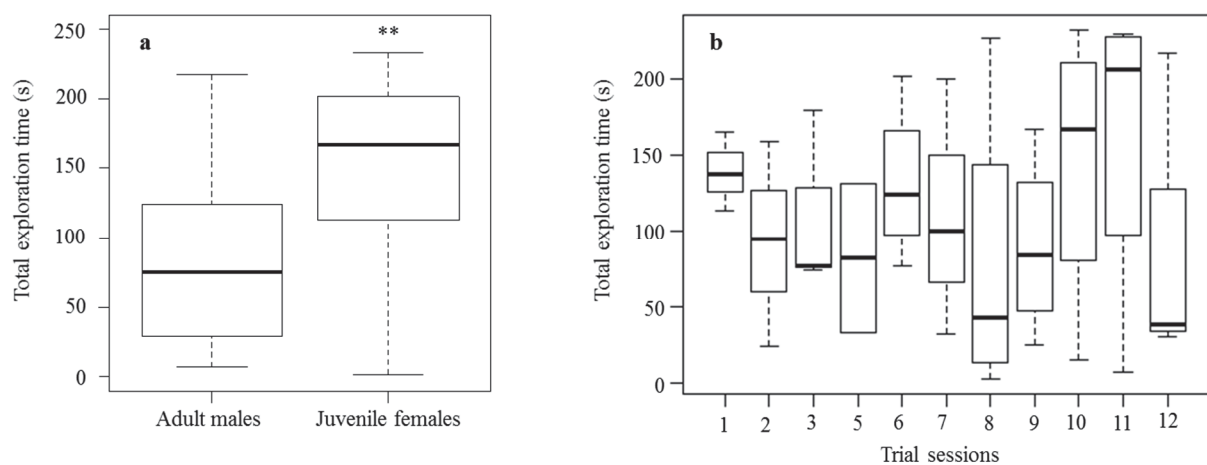 a
**
Total exploration time (s)
250
200
150
100
50
0
Adult males
Juvenile females
b
Total exploration time (s)
200
150
100
50
0
1 2 3 5 6 7 8 9 10 11 12
Trial sessions